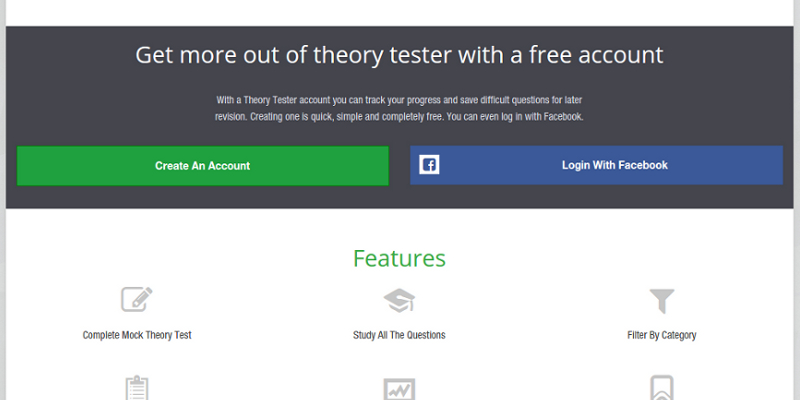 Get more out of theory tester with a free account
With a Theory Tester account you can track your progress and save difficult questions for later
revision. Creating one is quick, simple and completely free. You can even log in with Facebook.
Create An Account
Login With Facebook
Features
Complete Mock Theory Test
Study All The Questions
Filter By Category